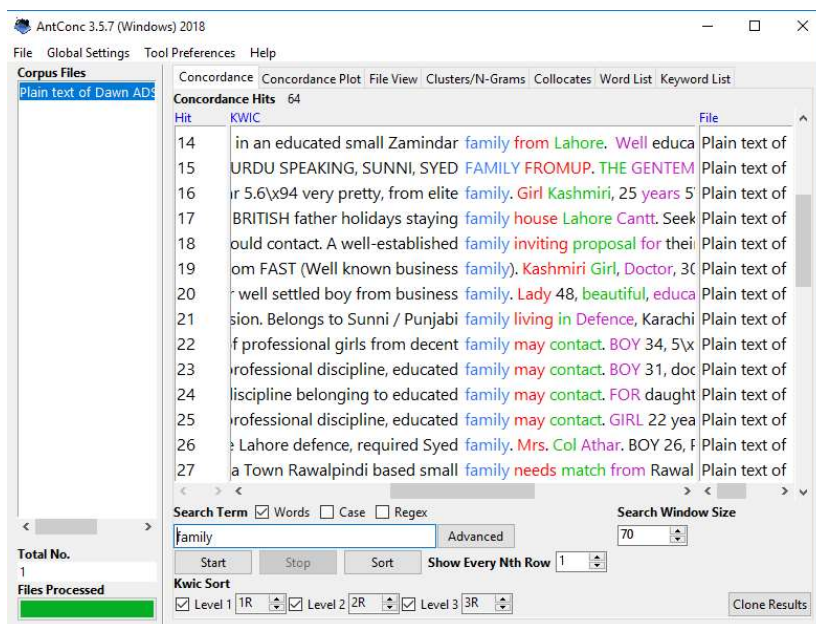 AntConc 3.5.7 (Windows) 2018
File Global Settings Tool Preferences Help
Corpus Files
Plain text of Dawn ADS
Concordance Concordance Plot File View Clusters/N-Grams Collocates Word List Keyword List
Concordance Hits 64
Hit KWIC File
14 in an educated small Zamindar family from Lahore. Well educa Plain text of
15 URDU SPEAKING, SUNNI, SYED FAMILY FROMUP. THE GENTEM Plain text of
16 5.6\x94 very pretty, from elite family. Girl Kashmiri, 25 years 5 Plain text of
17 BRITISH father holidays staying family house Lahore Cantt. Seek Plain text of
18 ould contact. A well-established family inviting proposal for thei Plain text of
19 om FAST (Well known business family). Kashmiri Girl, Doctor, 30 Plain text of
20 well settled boy from business family. Lady 48, beautiful, educa Plain text of
21 sion. Belongs to Sunni / Punjabi family living in Defence, Karachi Plain text of
22 of professional girls from decent family may contact. BOY 34, 5\x Plain text of
23 rofessional discipline, educated family may contact. BOY 31, doc Plain text of
24 discipline belonging to educated family may contact. FOR daught Plain text of
25 rofessional discipline, educated family may contact. GIRL 22 yea Plain text of
26 e Lahore defence, required Syed family. Mrs. Col Athar. BOY 26, Plain text of
27 a Town Rawalpindi based small family needs match from Rawal Plain text of
Search Term Words Case Regex Search Window Size
family Advanced 70
Total No.
1
Start Stop Sort Show Every Nth Row 1
Files Processed
Kwic Sort
Level 1 1R Level 2 2R Level 3 3R Clone Results